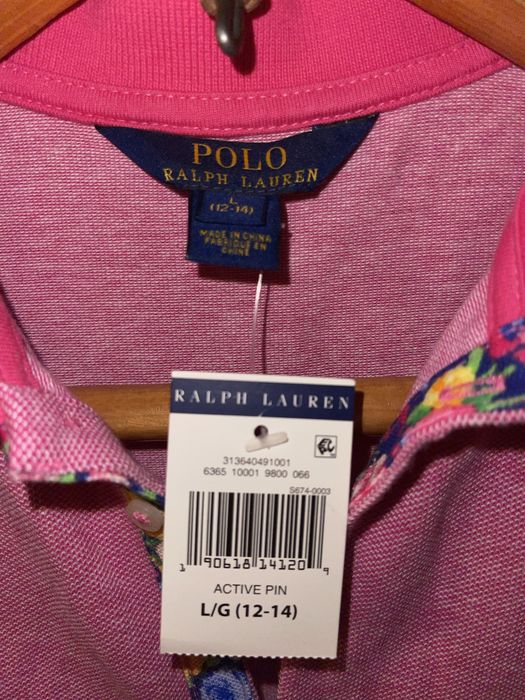 POLO
RALPH LAUREN
L
(12-14)
MADE IN CHINA
FABRIQUE EN
CHINE
RALPH LAUREN
313640491001
6365 10001 9800 066
S674-0003
1 90618 14120 9
ACTIVE PIN
L/G (12-14)